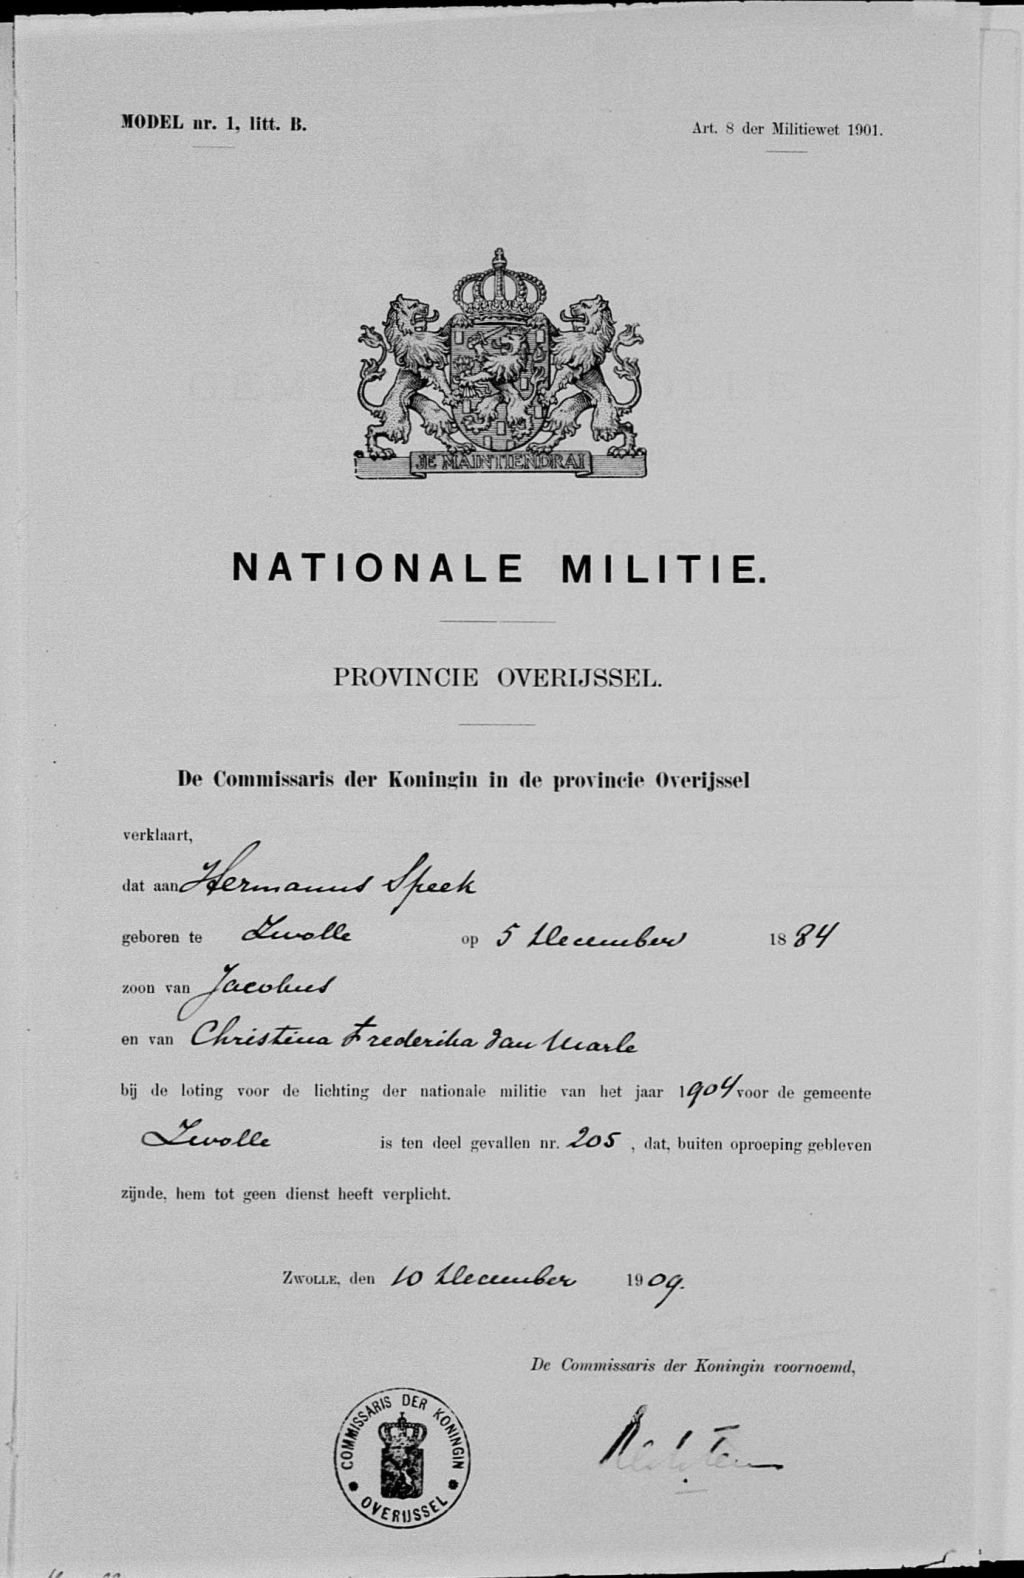 MODEL nr. 1, litt. B.
Art. 8 der Militiewet 1901.
JE MAINTIENDRAI
NATIONALE MILITIE.
PROVINCIE OVERIJSSEL.
De Commissaris der Koningin in de provincie Overijssel
verklaart,
dat aan Hermanus Speek
geboren te Zwolle op 5 December 1884
zoon van Jacobus
en van Christina Frederika van Marle
bij de loting voor de lichting der nationale militie van het jaar 1904 voor de gemeente
Zwolle is ten deel gevallen nr. 205 , dat, buiten oproeping gebleven
zijnde, hem tot geen dienst heeft verplicht.
ZWOLLE, den 10 December 1909.
De Commissaris der Koningin voornoemd,
COMMISSARIS DER KONINGIN
OVERIJSSEL